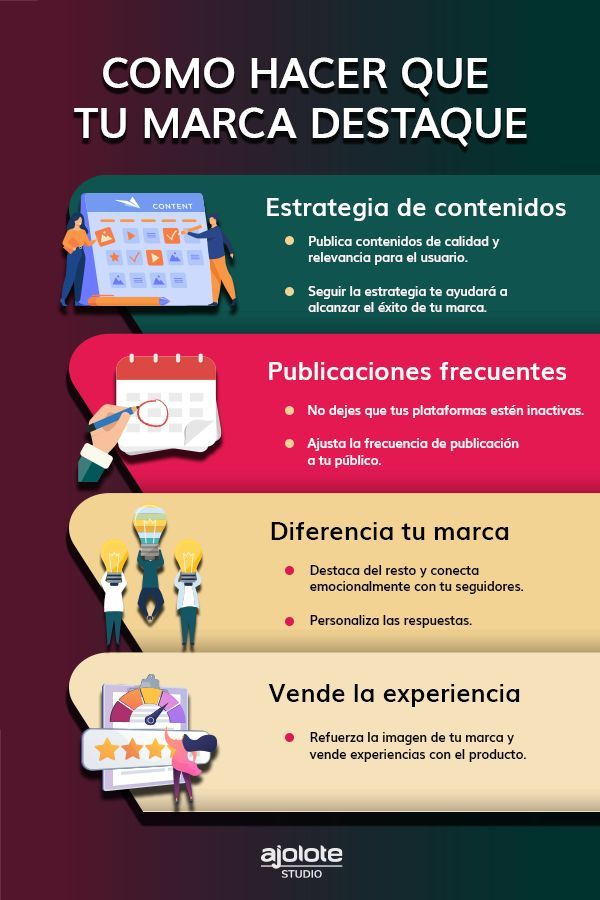 COMO HACER QUE
TU MARCA DESTAQUE
CONTENT
Estrategia de contenidos
Publica contenidos de calidad y
relevancia para el usuario.
Seguir la estrategia te ayudará a
alcanzar el éxito de tu marca.
Publicaciones frecuentes
No dejes que tus plataformas estén inactivas.
Ajusta la frecuencia de publicación
a tu público.
Diferencia tu marca
Destaca del resto y conecta
emocionalmente con tu seguidores.
Personaliza las respuestas.
Vende la experiencia
Refuerza la imagen de tu marca y
vende experiencias con el producto.
ajolote
STUDIO